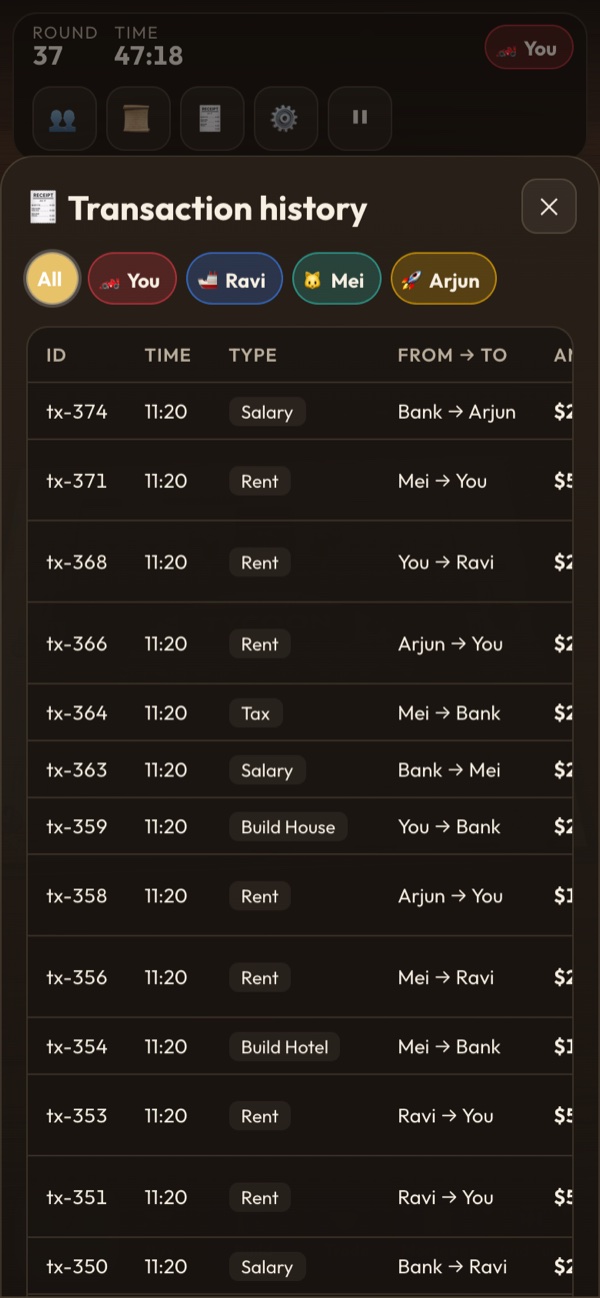 ROUND TIME
37 47:18 You
RECEIPT
Transaction history
All You Ravi Mei Arjun
ID TIME TYPE FROM → TO
tx-374 11:20 Salary Bank → Arjun
tx-371 11:20 Rent Mei → You
tx-368 11:20 Rent You → Ravi
tx-366 11:20 Rent Arjun → You
tx-364 11:20 Tax Mei → Bank
tx-363 11:20 Salary Bank → Mei
tx-359 11:20 Build House You → Bank
tx-358 11:20 Rent Arjun → You
tx-356 11:20 Rent Mei → Ravi
tx-354 11:20 Build Hotel Mei → Bank
tx-353 11:20 Rent Ravi → You
tx-351 11:20 Rent Ravi → You
tx-350 11:20 Salary Bank → Ravi